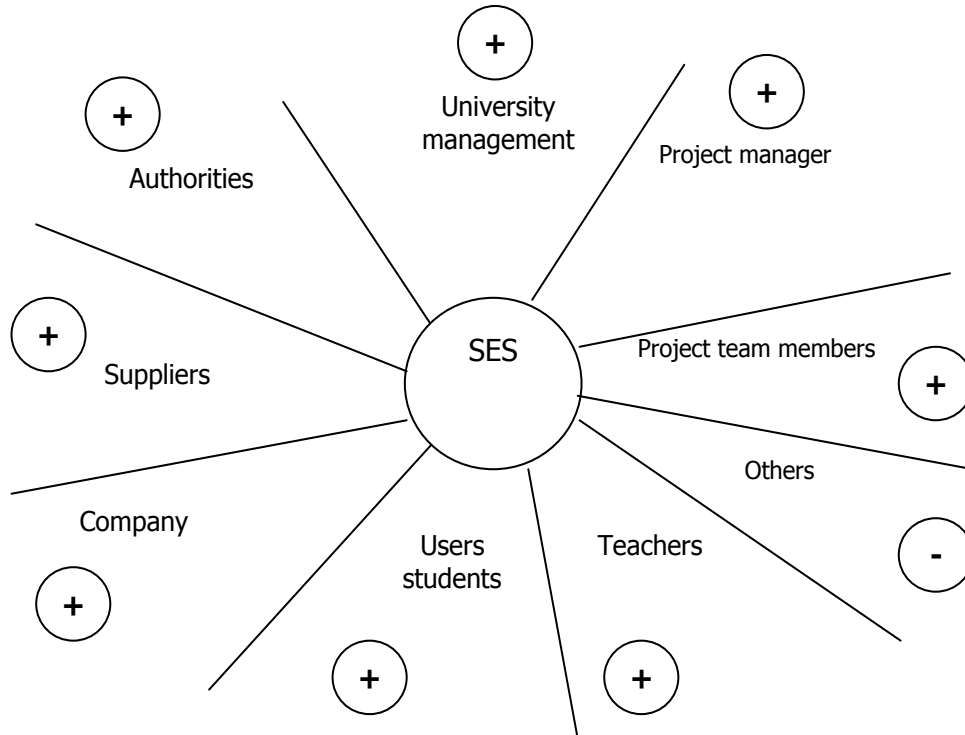 +
University
management
+
Project manager
+
Authorities
SES
Project team members
+
+
Suppliers
Others
-
Company
+
Users
students
+
Teachers
+